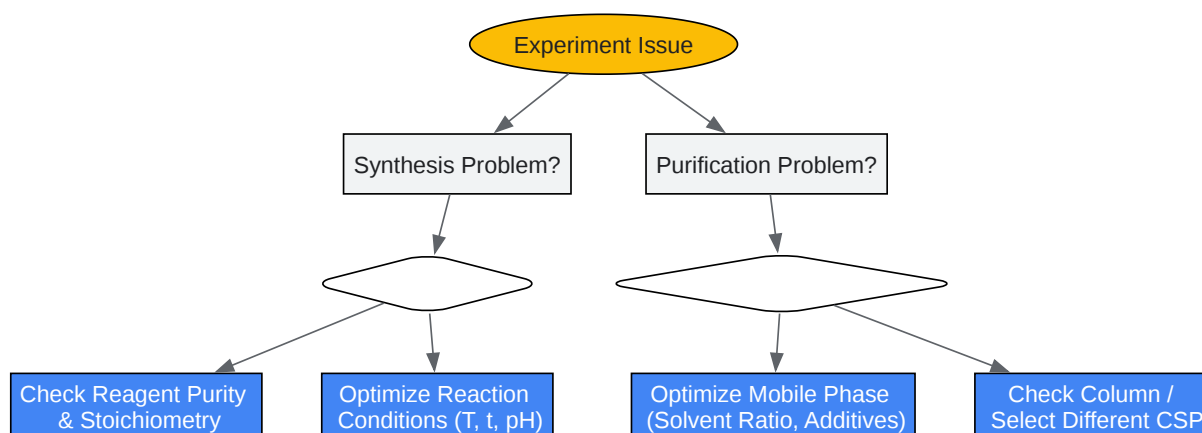 Experiment Issue
Synthesis Problem?
Purification Problem?
Check Reagent Purity
& Stoichiometry
Optimize Reaction
Conditions (T, t, pH)
Optimize Mobile Phase
(Solvent Ratio, Additives)
Check Column /
Select Different CSP